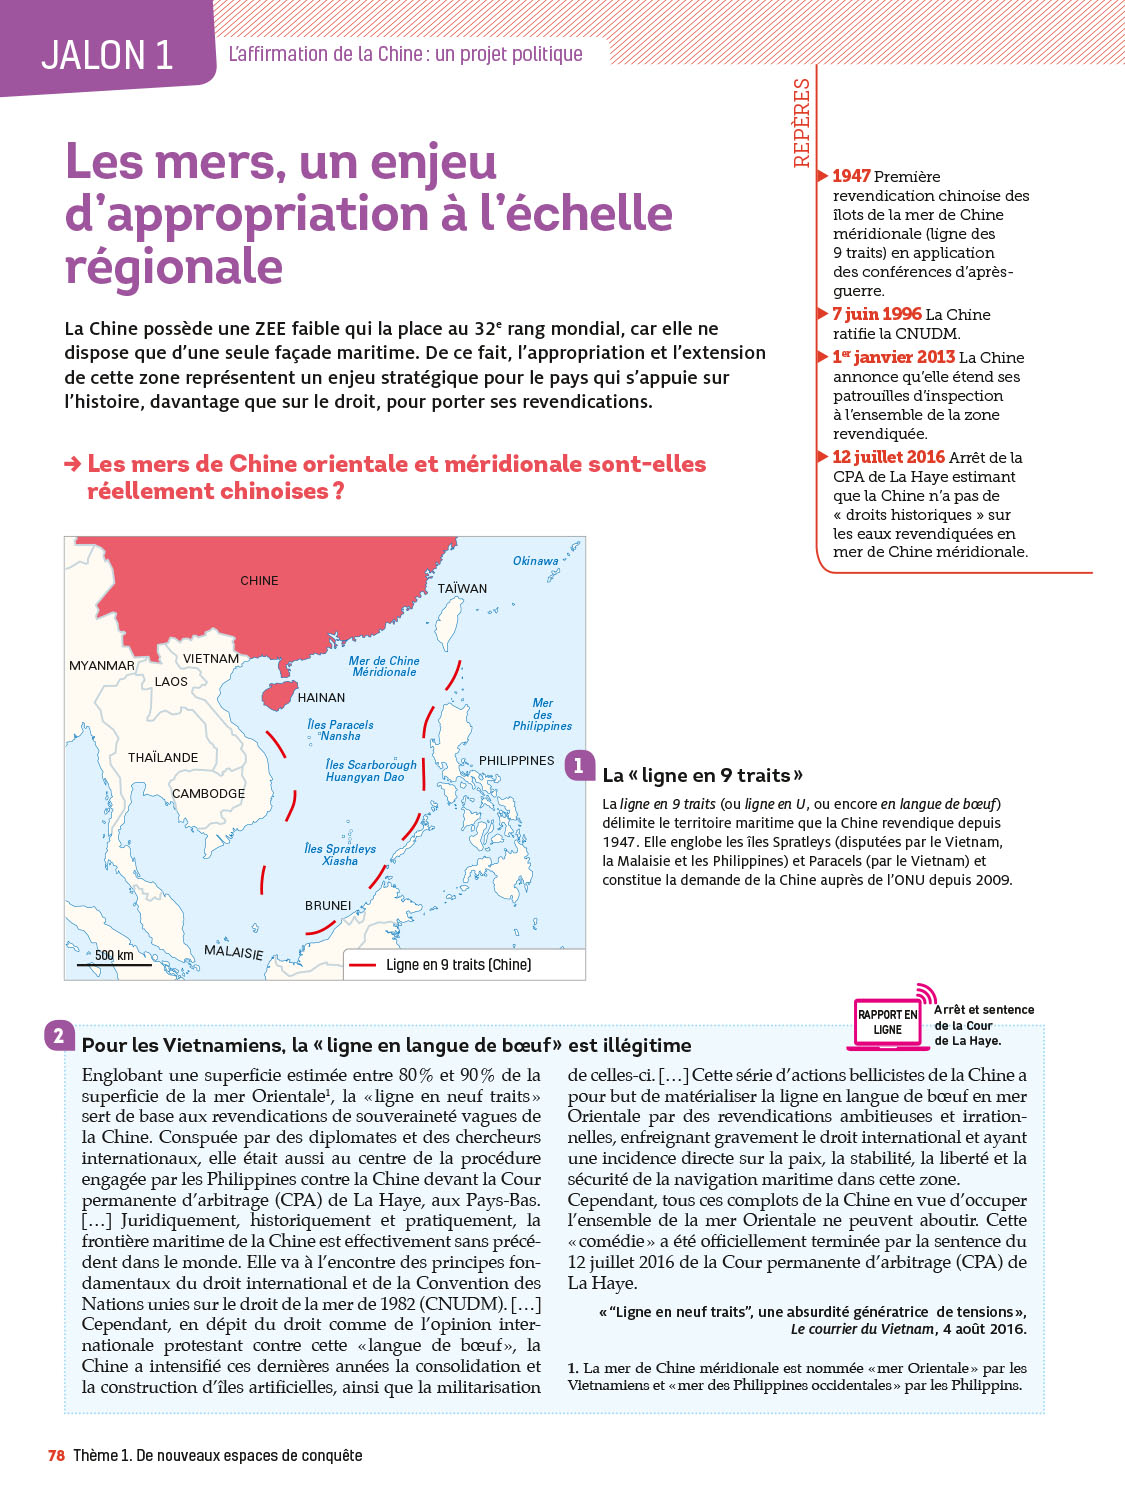 JALON 1
L'affirmation de la Chine : un projet politique
Les mers, un enjeu
d'appropriation à l'échelle
régionale
La Chine possède une ZEE faible qui la place au 32e rang mondial, car elle ne
dispose que d'une seule façade maritime. De ce fait, l'appropriation et l'extension
de cette zone représentent un enjeu stratégique pour le pays qui s'appuie sur
l'histoire, davantage que sur le droit, pour porter ses revendications.
→ Les mers de Chine orientale et méridionale sont-elles
réellement chinoises ?
REPÈRES
▶ 1947 Première
revendication chinoise des
îlots de la mer de Chine
méridionale (ligne des
9 traits) en application
des conférences d'après-
guerre.
▶ 7 juin 1996 La Chine
ratifie la CNUDM.
▶ 1er janvier 2013 La Chine
annonce qu'elle étend ses
patrouilles d'inspection
à l'ensemble de la zone
revendiquée.
▶ 12 juillet 2016 Arrêt de la
CPA de La Haye estimant
que la Chine n'a pas de
« droits historiques » sur
les eaux revendiquées en
mer de Chine méridionale.
Okinawa
CHINE
TAÏWAN
MYANMAR
VIETNAM
LAOS
Mer de Chine
Méridionale
HAINAN
Mer
des
Philippines
Îles Paracels
Nansha
THAÏLANDE
Îles Scarborough
Huangyan Dao
PHILIPPINES
CAMBODGE
Îles Spratleys
Xiasha
BRUNEI
MALAISIE
500 km
Ligne en 9 traits (Chine)
1
La « ligne en 9 traits »
La ligne en 9 traits (ou ligne en U, ou encore en langue de bœuf)
délimite le territoire maritime que la Chine revendique depuis
1947. Elle englobe les îles Spratleys (disputées par le Vietnam,
la Malaisie et les Philippines) et Paracels (par le Vietnam) et
constitue la demande de la Chine auprès de l'ONU depuis 2009.
RAPPORT EN
LIGNE
Arrêt et sentence
de la Cour
de La Haye.
2
Pour les Vietnamiens, la « ligne en langue de bœuf » est illégitime
Englobant une superficie estimée entre 80 % et 90 % de la
superficie de la mer Orientale1, la « ligne en neuf traits »
sert de base aux revendications de souveraineté vagues de
la Chine. Conspuée par des diplomates et des chercheurs
internationaux, elle était aussi au centre de la procédure
engagée par les Philippines contre la Chine devant la Cour
permanente d'arbitrage (CPA) de La Haye, aux Pays-Bas.
[…] Juridiquement, historiquement et pratiquement, la
frontière maritime de la Chine est effectivement sans précé-
dent dans le monde. Elle va à l'encontre des principes fon-
damentaux du droit international et de la Convention des
Nations unies sur le droit de la mer de 1982 (CNUDM). […]
Cependant, en dépit du droit comme de l'opinion inter-
nationale protestant contre cette « langue de bœuf », la
Chine a intensifié ces dernières années la consolidation et
la construction d'îles artificielles, ainsi que la militarisation
de celles-ci. […] Cette série d'actions bellicistes de la Chine a
pour but de matérialiser la ligne en langue de bœuf en mer
Orientale par des revendications ambitieuses et irration-
nelles, enfreignant gravement le droit international et ayant
une incidence directe sur la paix, la stabilité, la liberté et la
sécurité de la navigation maritime dans cette zone.
Cependant, tous ces complots de la Chine en vue d'occuper
l'ensemble de la mer Orientale ne peuvent aboutir. Cette
« comédie » a été officiellement terminée par la sentence du
12 juillet 2016 de la Cour permanente d'arbitrage (CPA) de
La Haye.
« “Ligne en neuf traits”, une absurdité génératrice de tensions »,
Le courrier du Vietnam, 4 août 2016.
1. La mer de Chine méridionale est nommée « mer Orientale » par les
Vietnamiens et « mer des Philippines occidentales » par les Philippins.
78 Thème 1. De nouveaux espaces de conquête